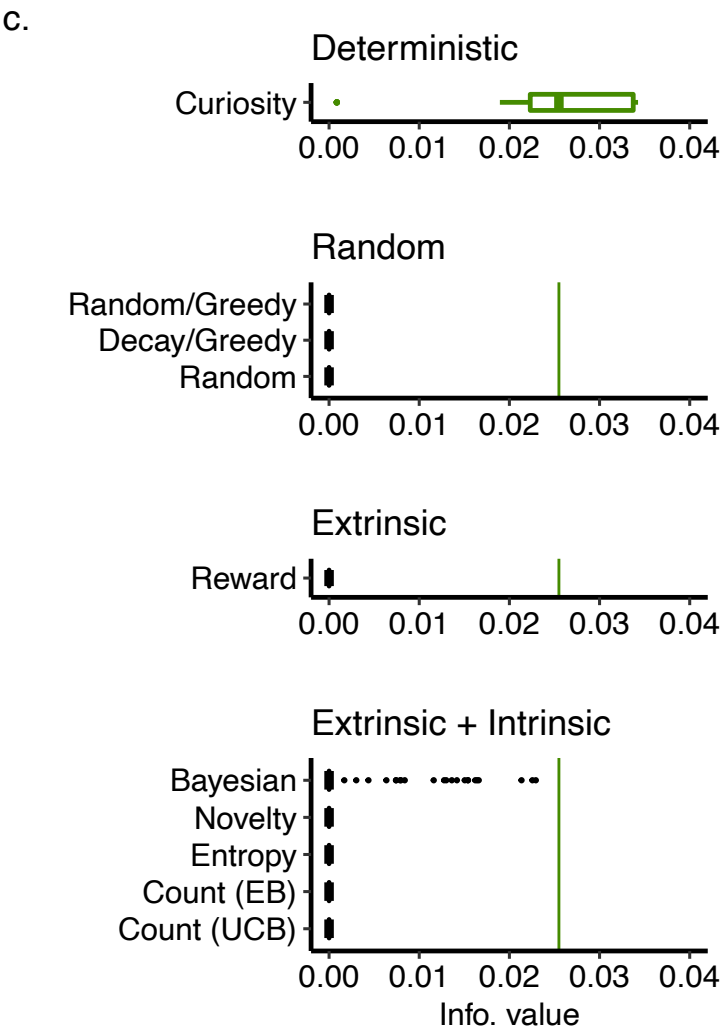 c.
Deterministic
Curiosity
0.00 0.01 0.02 0.03 0.04
Random
Random/Greedy
Decay/Greedy
Random
0.00 0.01 0.02 0.03 0.04
Extrinsic
Reward
0.00 0.01 0.02 0.03 0.04
Extrinsic + Intrinsic
Bayesian
Novelty
Entropy
Count (EB)
Count (UCB)
0.00 0.01 0.02 0.03 0.04
Info. value